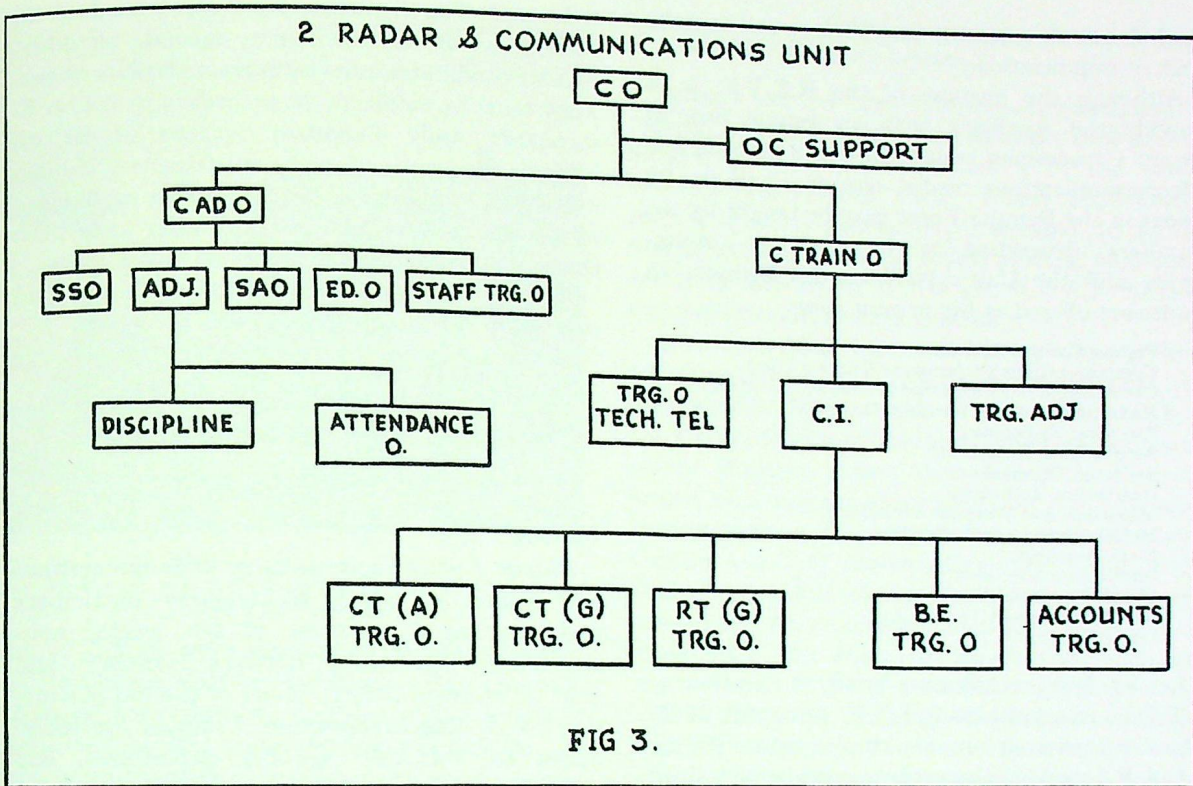 2 RADAR & COMMUNICATIONS UNIT
CO
OC SUPPORT
CADO
C TRAIN O
SSO
ADJ.
SAO
ED. O
STAFF TRG. O
TRG. O
TECH. TEL
C.I.
TRG. ADJ
DISCIPLINE
ATTENDANCE
O.
CT (A)
TRG. O.
CT (G)
TRG. O.
RT (G)
TRG. O.
B.E.
TRG. O
ACCOUNTS
TRG. O.
FIG 3.